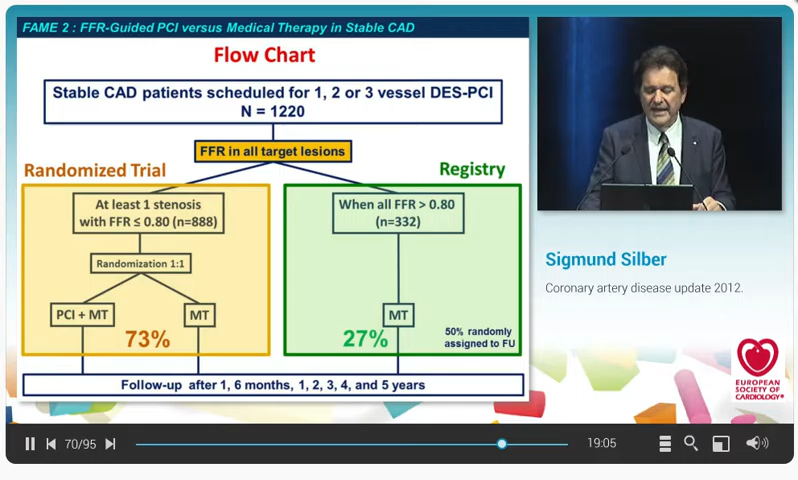 FAME 2 : FFR-Guided PCI versus Medical Therapy in Stable CAD
Flow Chart
Stable CAD patients scheduled for 1, 2 or 3 vessel DES-PCI
N = 1220
FFR in all target lesions
Randomized Trial
Registry
At least 1 stenosis
with FFR ≤ 0.80 (n=888)
When all FFR > 0.80
(n=332)
Randomization 1:1
PCI + MT
MT
MT
73%
27%
50% randomly
assigned to FU
Follow-up after 1, 6 months, 1, 2, 3, 4, and 5 years
Sigmund Silber
Coronary artery disease update 2012.
EUROPEAN
SOCIETY OF
CARDIOLOGY®
70/95
19:05